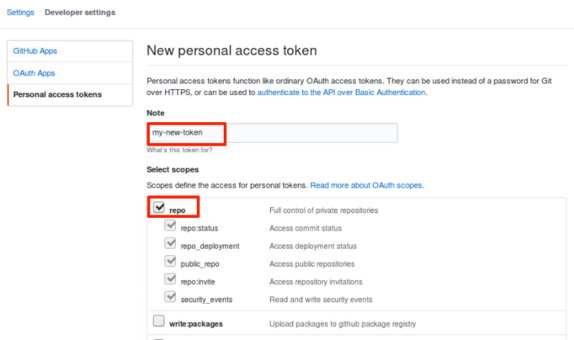 Settings Developer settings
GitHub Apps
OAuth Apps
Personal access tokens
New personal access token
Personal access tokens function like ordinary OAuth access tokens. They can be used instead of a password for Git
over HTTPS, or can be used to authenticate to the API over Basic Authentication.
Note
my-new-token
What's this token for?
Select scopes
Scopes define the access for personal tokens. Read more about OAuth scopes.
repo Full control of private repositories
repo:status Access commit status
repo_deployment Access deployment status
public_repo Access public repositories
repo:invite Access repository invitations
security_events Read and write security events
write:packages Upload packages to github package registry